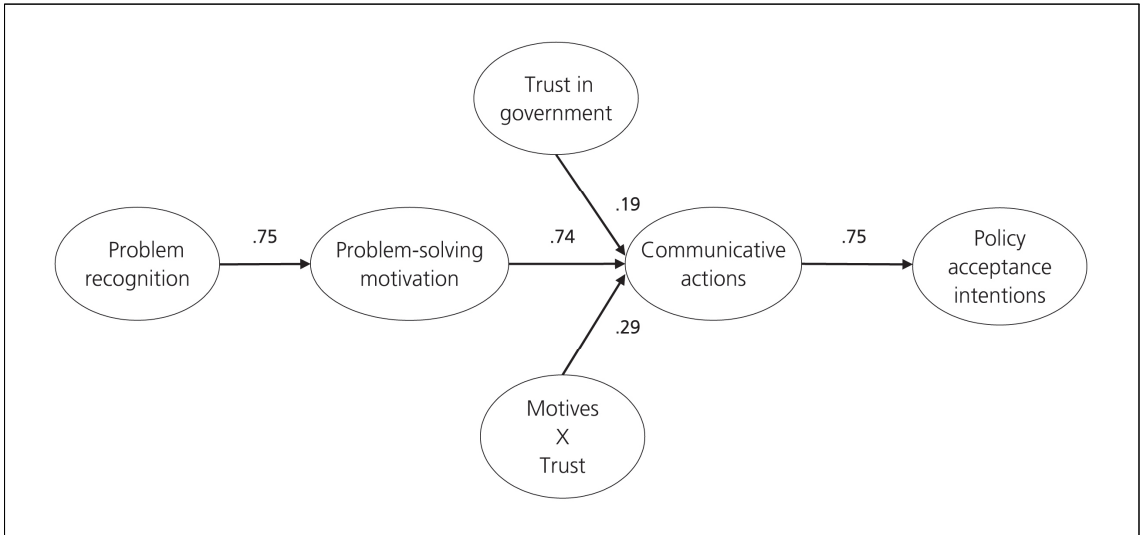 Trust in
government
.19
Problem
recognition
.75
Problem-solving
motivation
.74
Communicative
actions
.75
Policy
acceptance
intentions
.29
Motives
X
Trust